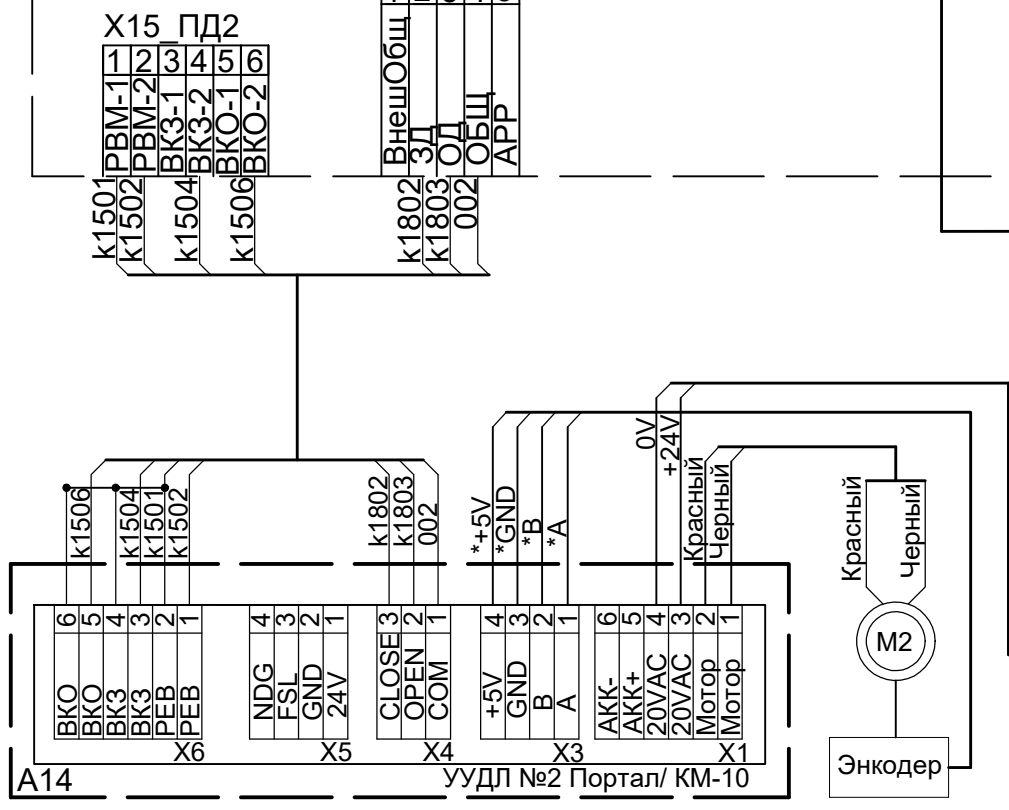 X15_ПД2
1 2 3 4 5 6
РВМ-1
РВМ-2
ВКЗ-1
ВКЗ-2
ВКО-1
ВКО-2
ВнешОбщ
ЗД
ОД
ОБЩ
АРР
k1501
k1502
k1504
k1506
k1802
k1803
002
k1506
k1504
k1501
k1502
k1802
k1803
002
*+5V
*GND
*B
*A
0V
+24V
Красный
Черный
Красный
Черный
М2
Энкодер
6 5 4 3 2 1
ВКО
ВКО
ВКЗ
ВКЗ
РЕВ
РЕВ
X6
4 3 2 1
NDG
FSL
GND
24V
X5
3 2 1
CLOSE
OPEN
COM
X4
4 3 2 1
+5V
GND
B
A
X3
6 5 4 3 2 1
АКК-
АКК+
20VAC
20VAC
Мотор
Мотор
X1
A14
УУДЛ №2 Портал/ КМ-10